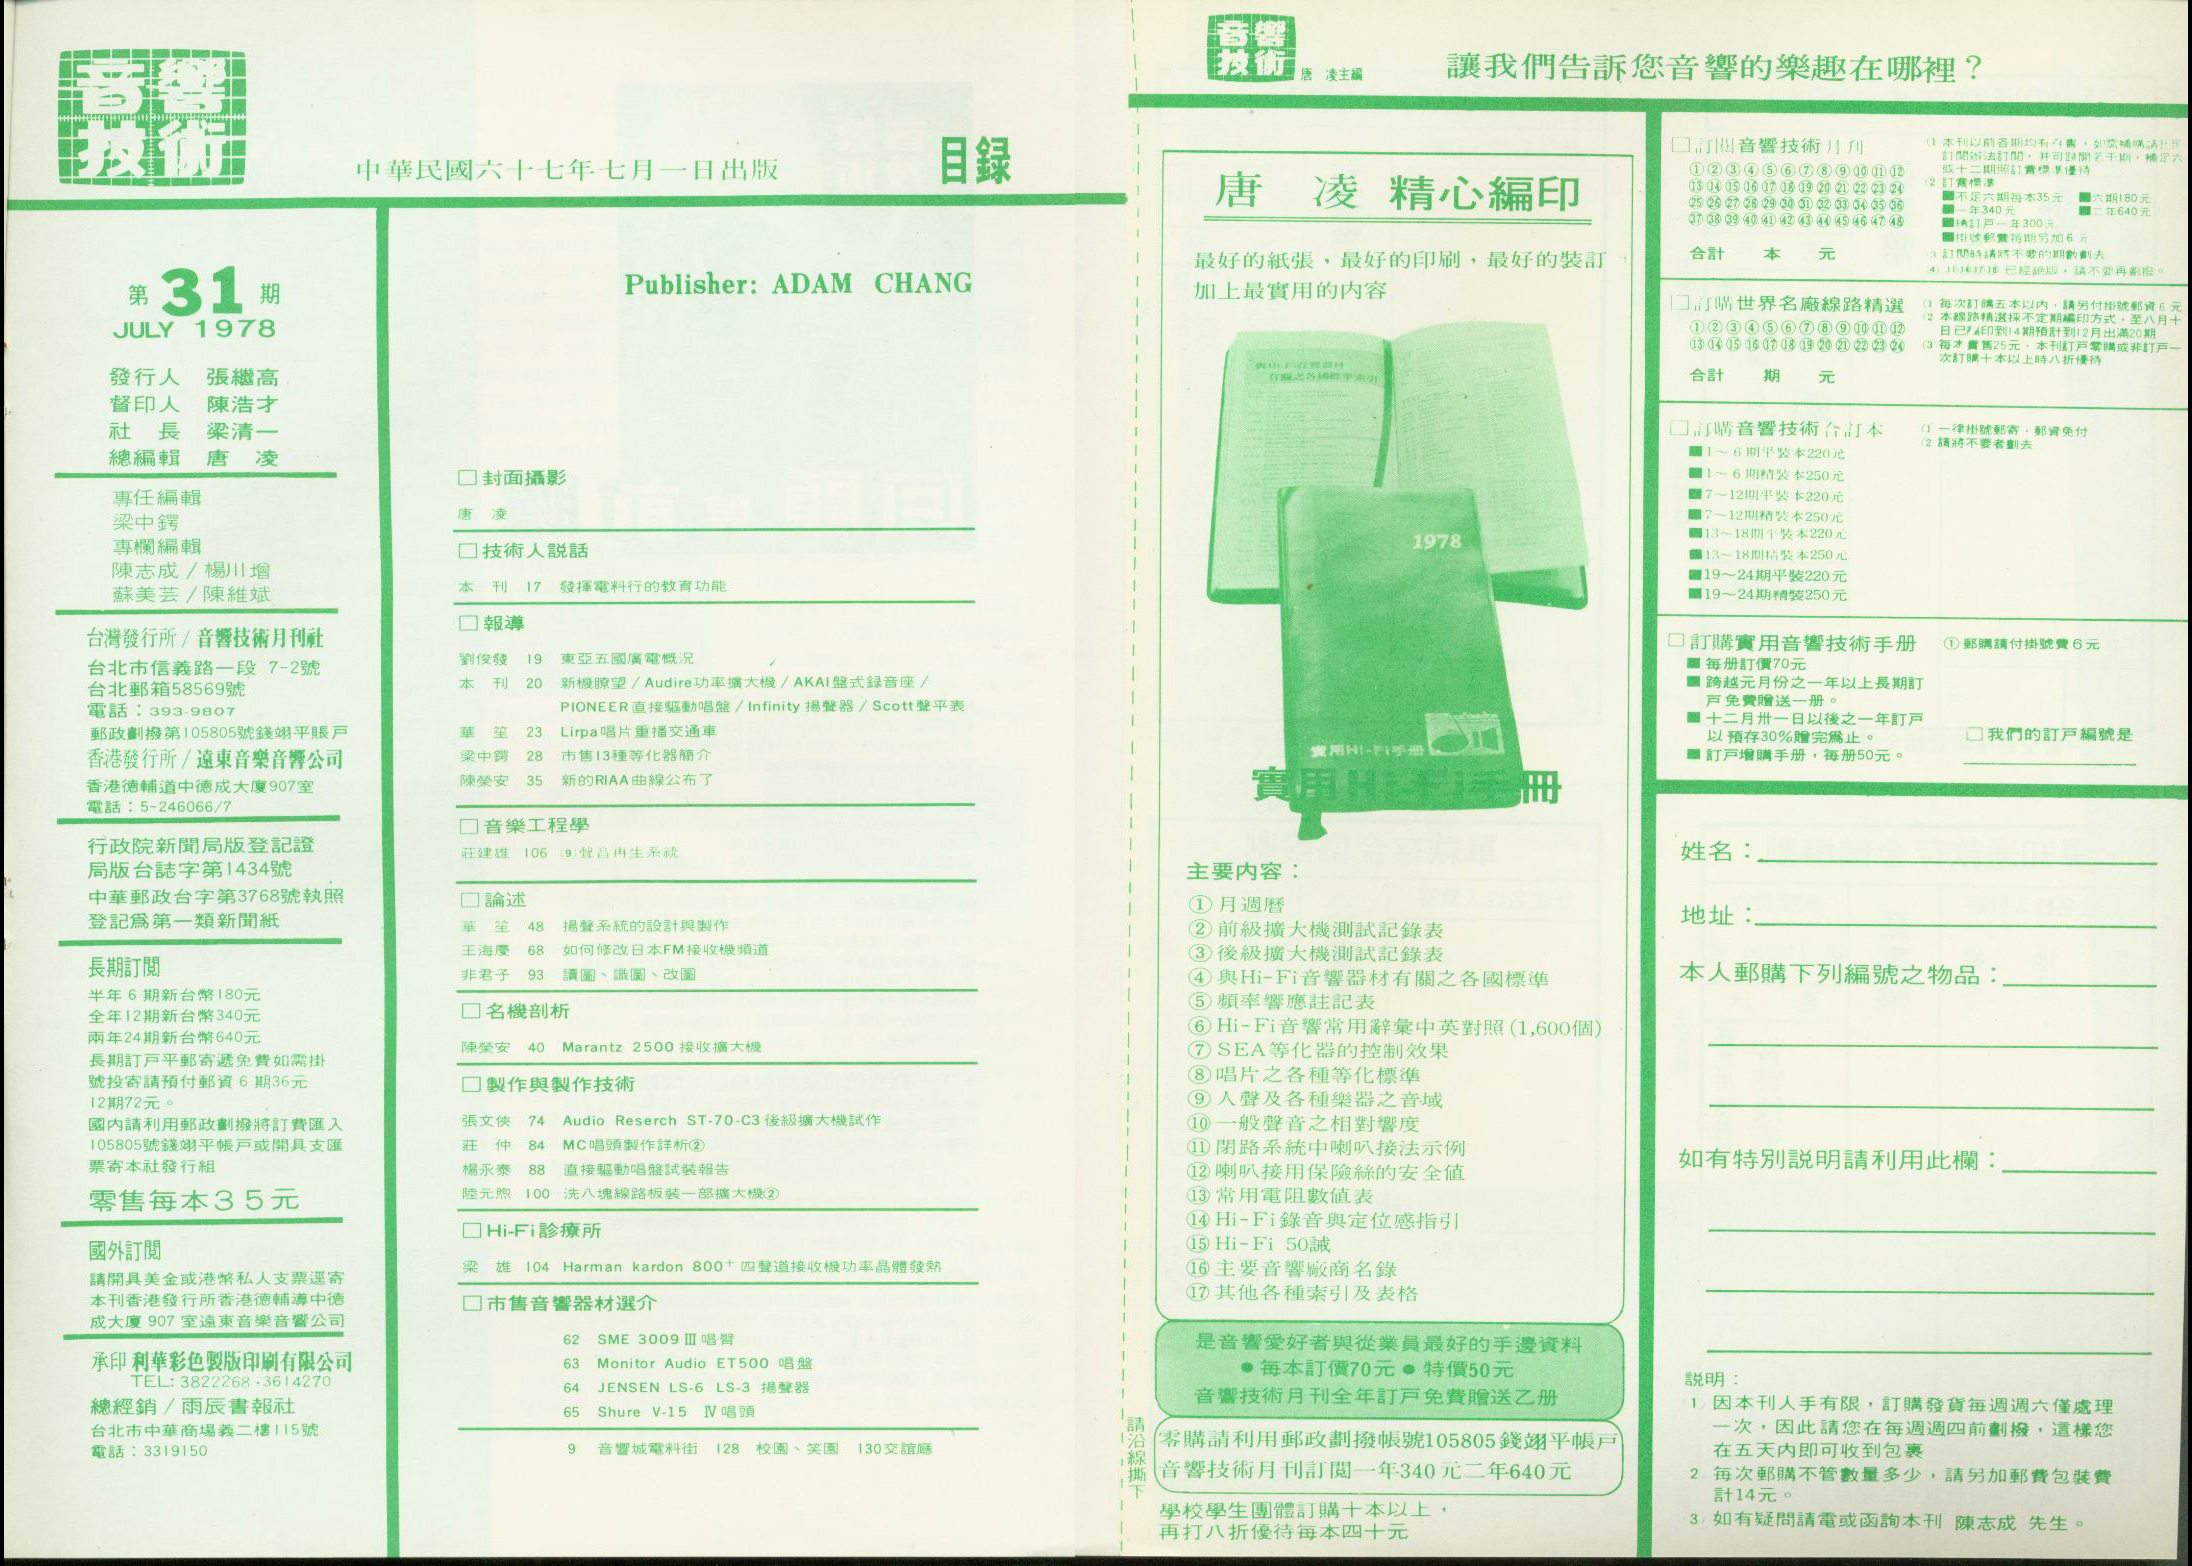 音響
技術
中華民國六十七年七月一日出版
目録
第31期
JULY 1978
發行人 張繼高
督印人 陳浩才
社 長 梁清一
總編輯 唐 凌
專任編輯
梁中鍔
專欄編輯
陳志成／楊川增
蘇美芸／陳維斌
台灣發行所／音響技術月刊社
台北市信義路一段 7-2號
台北郵箱58569號
電話：393-9807
郵政劃撥第105805號錢翊平賬戶
香港發行所／遠東音樂音響公司
香港德輔道中德成大廈907室
電話：5-246066/7
行政院新聞局版登記證
局版台誌字第1434號
中華郵政台字第3768號執照
登記爲第一類新聞紙
長期訂閱
半年 6 期新台幣180元
全年12期新台幣340元
兩年24期新台幣640元
長期訂戶平郵寄遞免費如需掛
號投寄請預付郵資 6 期36元
12期72元。
國內請利用郵政劃撥將訂費匯入
105805號錢翊平帳戶或開具支匯
票寄本社發行組
零售每本35元
國外訂閱
請開具美金或港幣私人支票逕寄
本刊香港發行所香港德輔導中德
成大廈 907 室遠東音樂音響公司
承印 利華彩色製版印刷有限公司
TEL: 3822268·3614270
總經銷／雨辰書報社
台北市中華商場義二樓115號
電話：3319150
Publisher: ADAM CHANG
□封面攝影
唐 凌
□技術人説話
本 刊 17 發揮電料行的教育功能
□報導
劉俊發 19 東亞五國廣電概況
本 刊 20 新機瞭望／Audire功率擴大機／AKAI盤式録音座／
PIONEER直接驅動唱盤／Infinity 揚聲器／Scott聲平表
華 笙 23 Lirpa唱片重播交通車
梁中鍔 28 市售13種等化器簡介
陳榮安 35 新的RIAA曲線公布了
□音樂工程學
莊建雄 106 (9)聲音再生系統
□論述
華 笙 48 揚聲系統的設計與製作
王海慶 68 如何修改日本FM接收機頻道
非君子 93 讀圖、識圖、改圖
□名機剖析
陳榮安 40 Marantz 2500 接收擴大機
□製作與製作技術
張文俠 74 Audio Reserch ST-70-C3後級擴大機試作
莊 仲 84 MC唱頭製作詳析②
楊永泰 88 直接驅動唱盤試裝報告
陸元煦 100 洗八塊線路板裝一部擴大機②
□Hi-Fi診療所
梁 雄 104 Harman kardon 800⁺ 四聲道接收機功率晶體發熱
□市售音響器材選介
62 SME 3009 Ⅲ唱臂
63 Monitor Audio ET500 唱盤
64 JENSEN LS-6 LS-3 揚聲器
65 Shure V-15 Ⅳ唱頭
9 音響城電料街 128 校園、笑園 130交誼廳
音響
技術
唐 凌主編
讓我們告訴您音響的樂趣在哪裡？
唐 凌 精心編印
最好的紙張，最好的印刷，最好的裝訂
加上最實用的內容
1978
實用HI-FI手册
實用HI-Fi手冊
主要內容：
①月週曆
②前級擴大機測試記錄表
③後級擴大機測試記錄表
④與Hi-Fi音響器材有關之各國標準
⑤頻率響應註記表
⑥Hi-Fi音響常用辭彙中英對照(1,600個)
⑦SEA等化器的控制效果
⑧唱片之各種等化標準
⑨人聲及各種樂器之音域
⑩一般聲音之相對響度
⑪閉路系統中喇叭接法示例
⑫喇叭接用保險絲的安全値
⑬常用電阻數値表
⑭Hi-Fi錄音與定位感指引
⑮Hi-Fi 50誡
⑯主要音響廠商名錄
⑰其他各種索引及表格
是音響愛好者與從業員最好的手邊資料
●每本訂價70元●特價50元
音響技術月刊全年訂戶免費贈送乙册
零購請利用郵政劃撥帳號105805錢翊平帳戶
音響技術月刊訂閱一年340元二年640元
學校學生團體訂購十本以上，
再打八折優待每本四十元
請沿線撕下
□訂閱音響技術月刊
①②③④⑤⑥⑦⑧⑨⑩⑪⑫
⑬⑭⑮⑯⑰⑱⑲⑳㉑㉒㉓㉔
㉕㉖㉗㉘㉙㉚㉛㉜㉝㉞㉟㊱
㊲㊳㊴㊵㊶㊷㊸㊹㊺㊻㊼㊽
合計 本 元
(1 本刊以前各期均有存書，如需補購請比照
訂閱辦法訂閱，并可跳開若干期，補足六
或十二期照訂費標準優待
(2 訂費標準
■不足六期每本35元 ■六期180元
■一年340元 ■二年640元
■續訂戶一年300元
■掛號郵費每期另加6元
(3 訂閱時請將不要的期數劃去
已經絕版，請不要再劃撥。
□訂購世界名廠線路精選
①②③④⑤⑥⑦⑧⑨⑩⑪⑫
⑬⑭⑮⑯⑰⑱⑲⑳㉑㉒㉓㉔
合計 期 元
(1 每次訂購五本以內，請另付掛號郵資6元
(2 本線路精選採不定期編印方式，至八月十
日已編印到14期預計到12月出滿20期
(3 每本實售25元，本刊訂戶零購或非訂戶一
次訂購十本以上時八折優待
□訂購音響技術合訂本
■1～6期平裝本220元
■1～6期精裝本250元
■7～12期平裝本220元
■7～12期精裝本250元
■13～18期平裝本220元
■13～18期精裝本250元
■19～24期平裝220元
■19～24期精裝250元
(1 一律掛號郵寄，郵資免付
(2 請將不要者劃去
□訂購實用音響技術手册
■每册訂價70元
■跨越元月份之一年以上長期訂
戶免費贈送一册。
■十二月卅一日以後之一年訂戶
以預存30%贈完爲止。
■訂戶增購手册，每册50元。
①郵購請付掛號費6元
□我們的訂戶編號是
姓名：
地址：
本人郵購下列編號之物品：
如有特別説明請利用此欄：
説明：
1. 因本刊人手有限，訂購發貨每週週六僅處理
一次，因此請您在每週週四前劃撥，這樣您
在五天內即可收到包裹
2. 每次郵購不管數量多少，請另加郵費包裝費
計14元。
3. 如有疑問請電或函詢本刊 陳志成 先生。